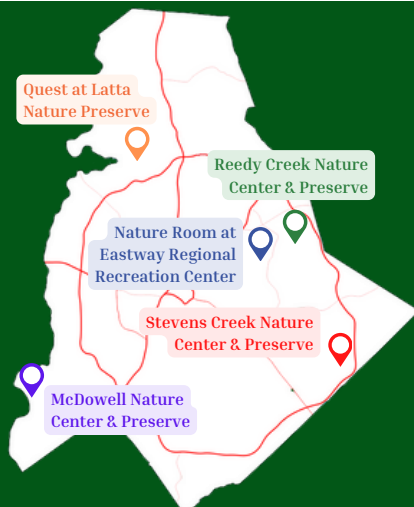 Quest at Latta
Nature Preserve
Reedy Creek Nature
Center & Preserve
Nature Room at
Eastway Regional
Recreation Center
Stevens Creek Nature
Center & Preserve
McDowell Nature
Center & Preserve